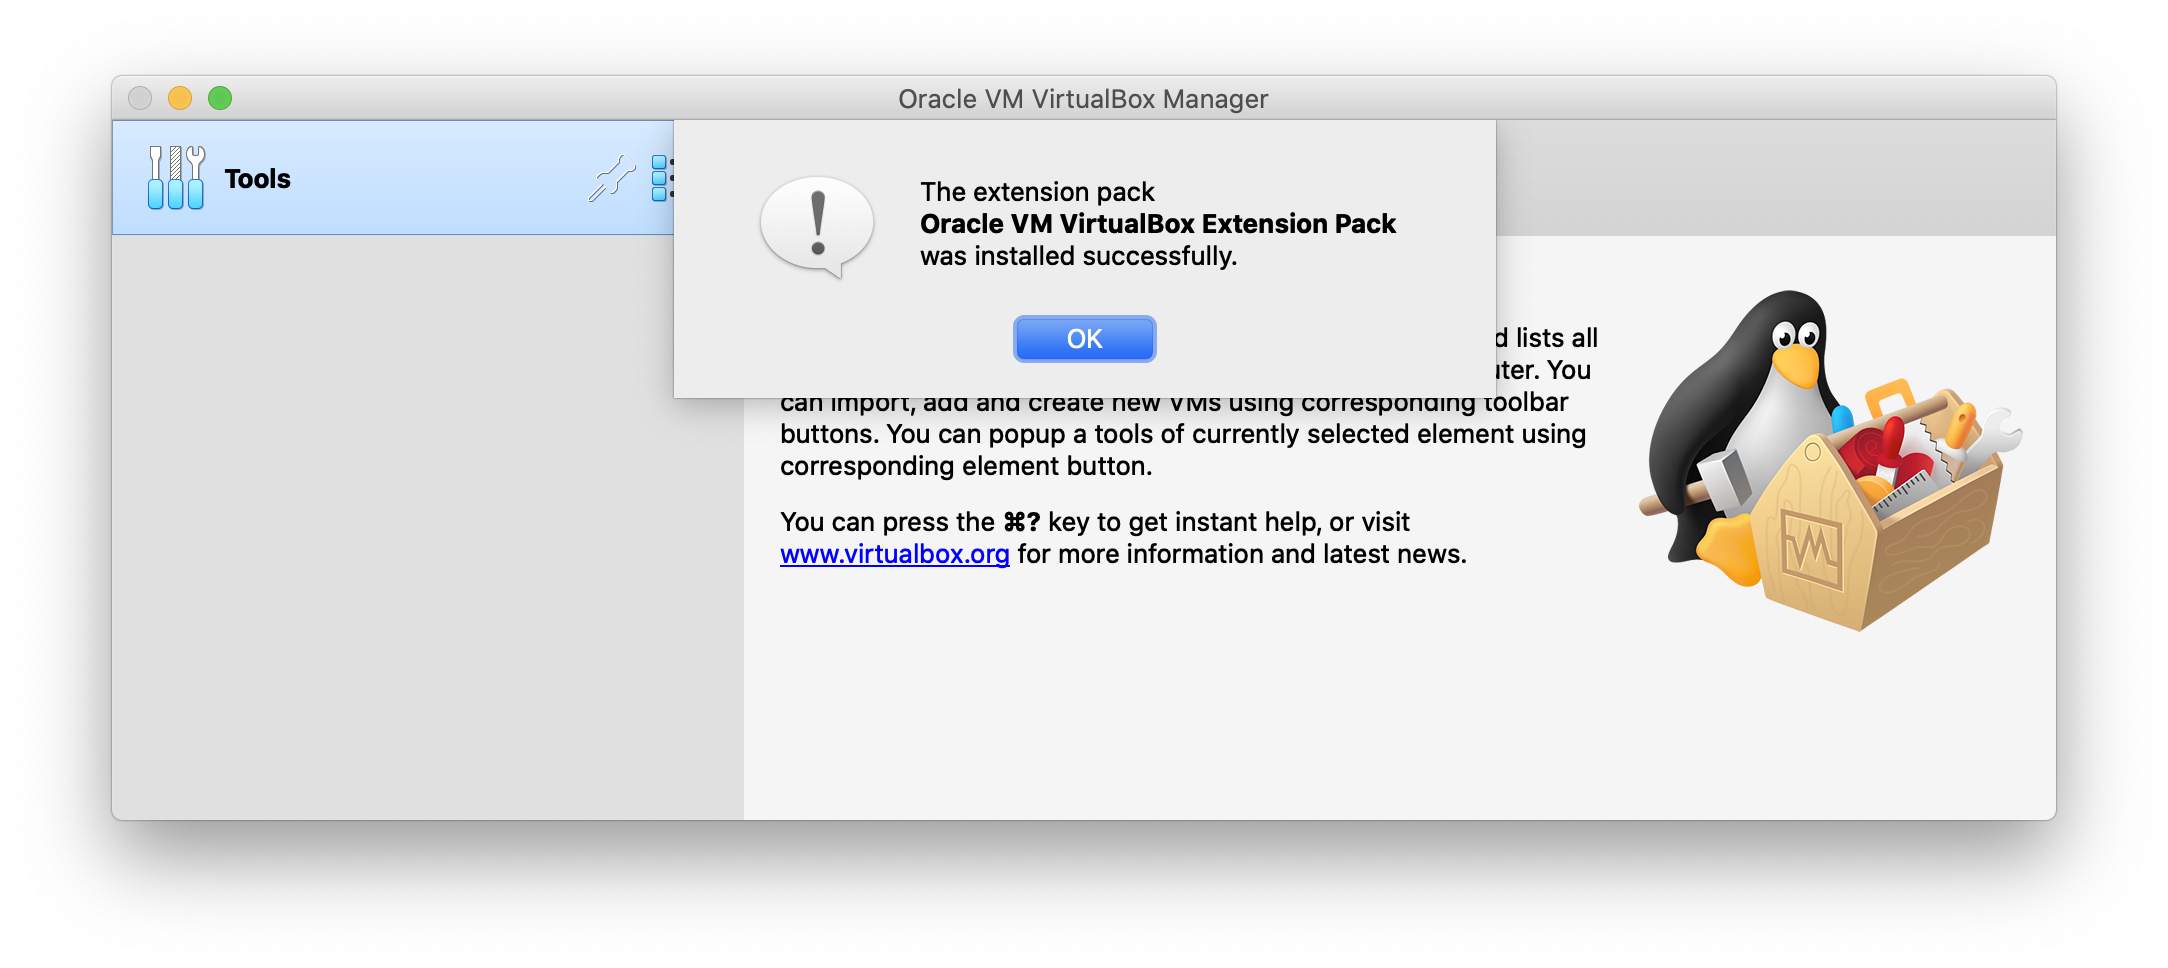 Oracle VM VirtualBox Manager
Tools
The extension pack
Oracle VM VirtualBox Extension Pack
was installed successfully.
OK
lists all
You
can import, add and create new VMs using corresponding toolbar
buttons. You can popup a tools of currently selected element using
corresponding element button.
You can press the ⌘? key to get instant help, or visit
www.virtualbox.org for more information and latest news.